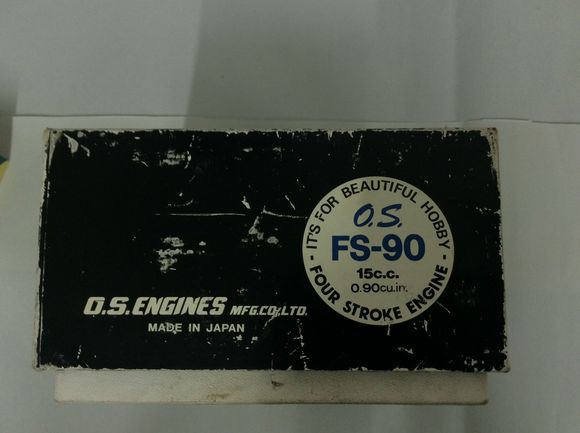 - IT'S FOR BEAUTIFUL HOBBY -
O.S.
FS-90
15c.c.
0.90cu.in.
FOUR STROKE ENGINE
O.S. ENGINES MFG.CO.,LTD.
MADE IN JAPAN